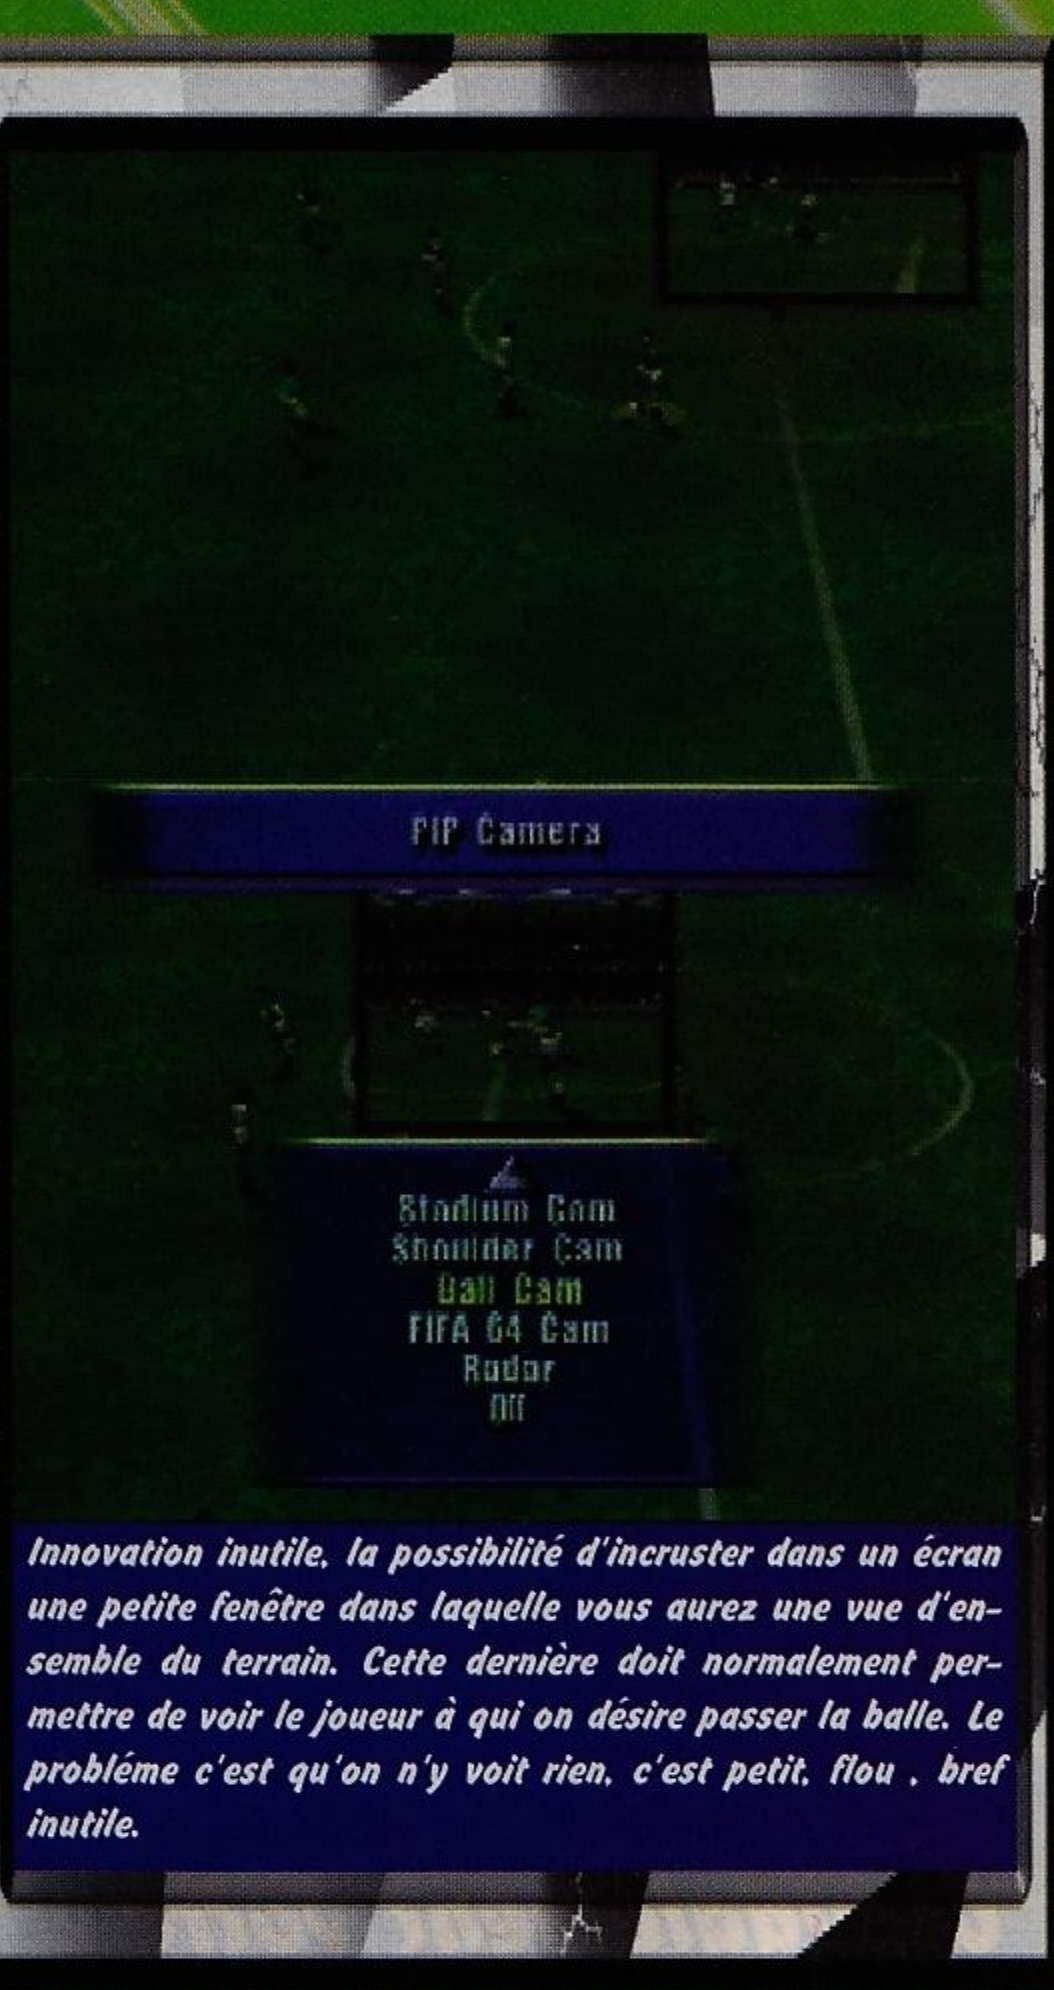 PIP Camera
Stadium Cam
Shoulder Cam
Ball Cam
FIFA 64 Cam
Radar
Off
Innovation inutile, la possibilité d'incruster dans un écran
une petite fenêtre dans laquelle vous aurez une vue d'en-
semble du terrain. Cette dernière doit normalement per-
mettre de voir le joueur à qui on désire passer la balle. Le
probléme c'est qu'on n'y voit rien, c'est petit, flou , bref
inutile.